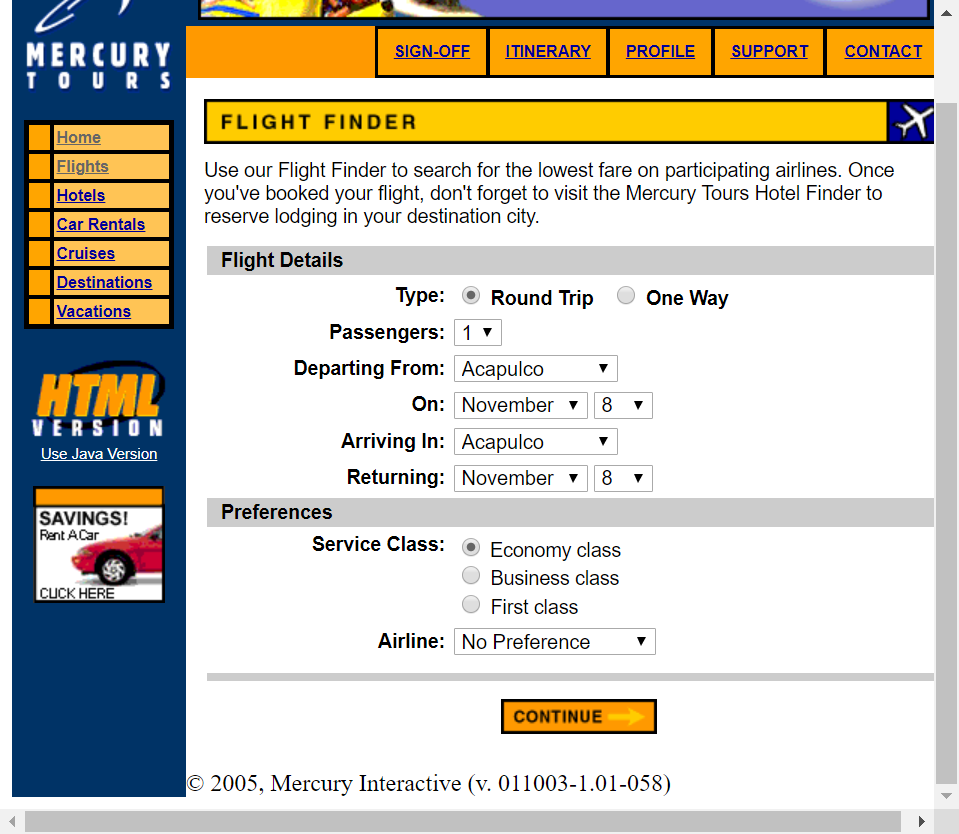 MERCURY
TOURS
SIGN-OFF ITINERARY PROFILE SUPPORT CONTACT
Home
Flights
Hotels
Car Rentals
Cruises
Destinations
Vacations
HTML
VERSION
Use Java Version
SAVINGS!
Rent A Car
CLICK HERE
FLIGHT FINDER
Use our Flight Finder to search for the lowest fare on participating airlines. Once
you've booked your flight, don't forget to visit the Mercury Tours Hotel Finder to
reserve lodging in your destination city.
Flight Details
Type: Round Trip One Way
Passengers: 1
Departing From: Acapulco
On: November 8
Arriving In: Acapulco
Returning: November 8
Preferences
Service Class: Economy class
Business class
First class
Airline: No Preference
CONTINUE
© 2005, Mercury Interactive (v. 011003-1.01-058)